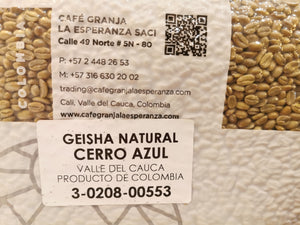 CAFÉ GRANJA
LA ESPERANZA SACI
Calle 49 Norte # 5N - 80
P: +57 2 448 26 53
M: +57 316 630 20 02
trading@cafegranjalaesperanza.com
Cali, Valle del Cauca, Colombia
www.cafegranjalaesperanza.com
GEISHA NATURAL
CERRO AZUL
VALLE DEL CAUCA
PRODUCTO DE COLOMBIA
3-0208-00553